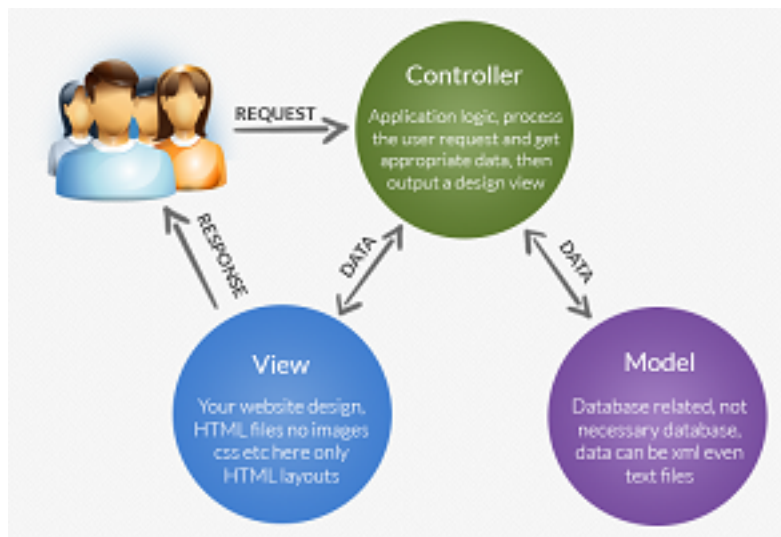 Controller
REQUEST
Application logic, process
the user request and get
appropriate data, then
output a design view
RESPONSE
DATA
DATA
View
Your website design,
HTML files no images
css etc here only
HTML layouts
Model
Database related, not
necessary database,
data can be xml even
text files